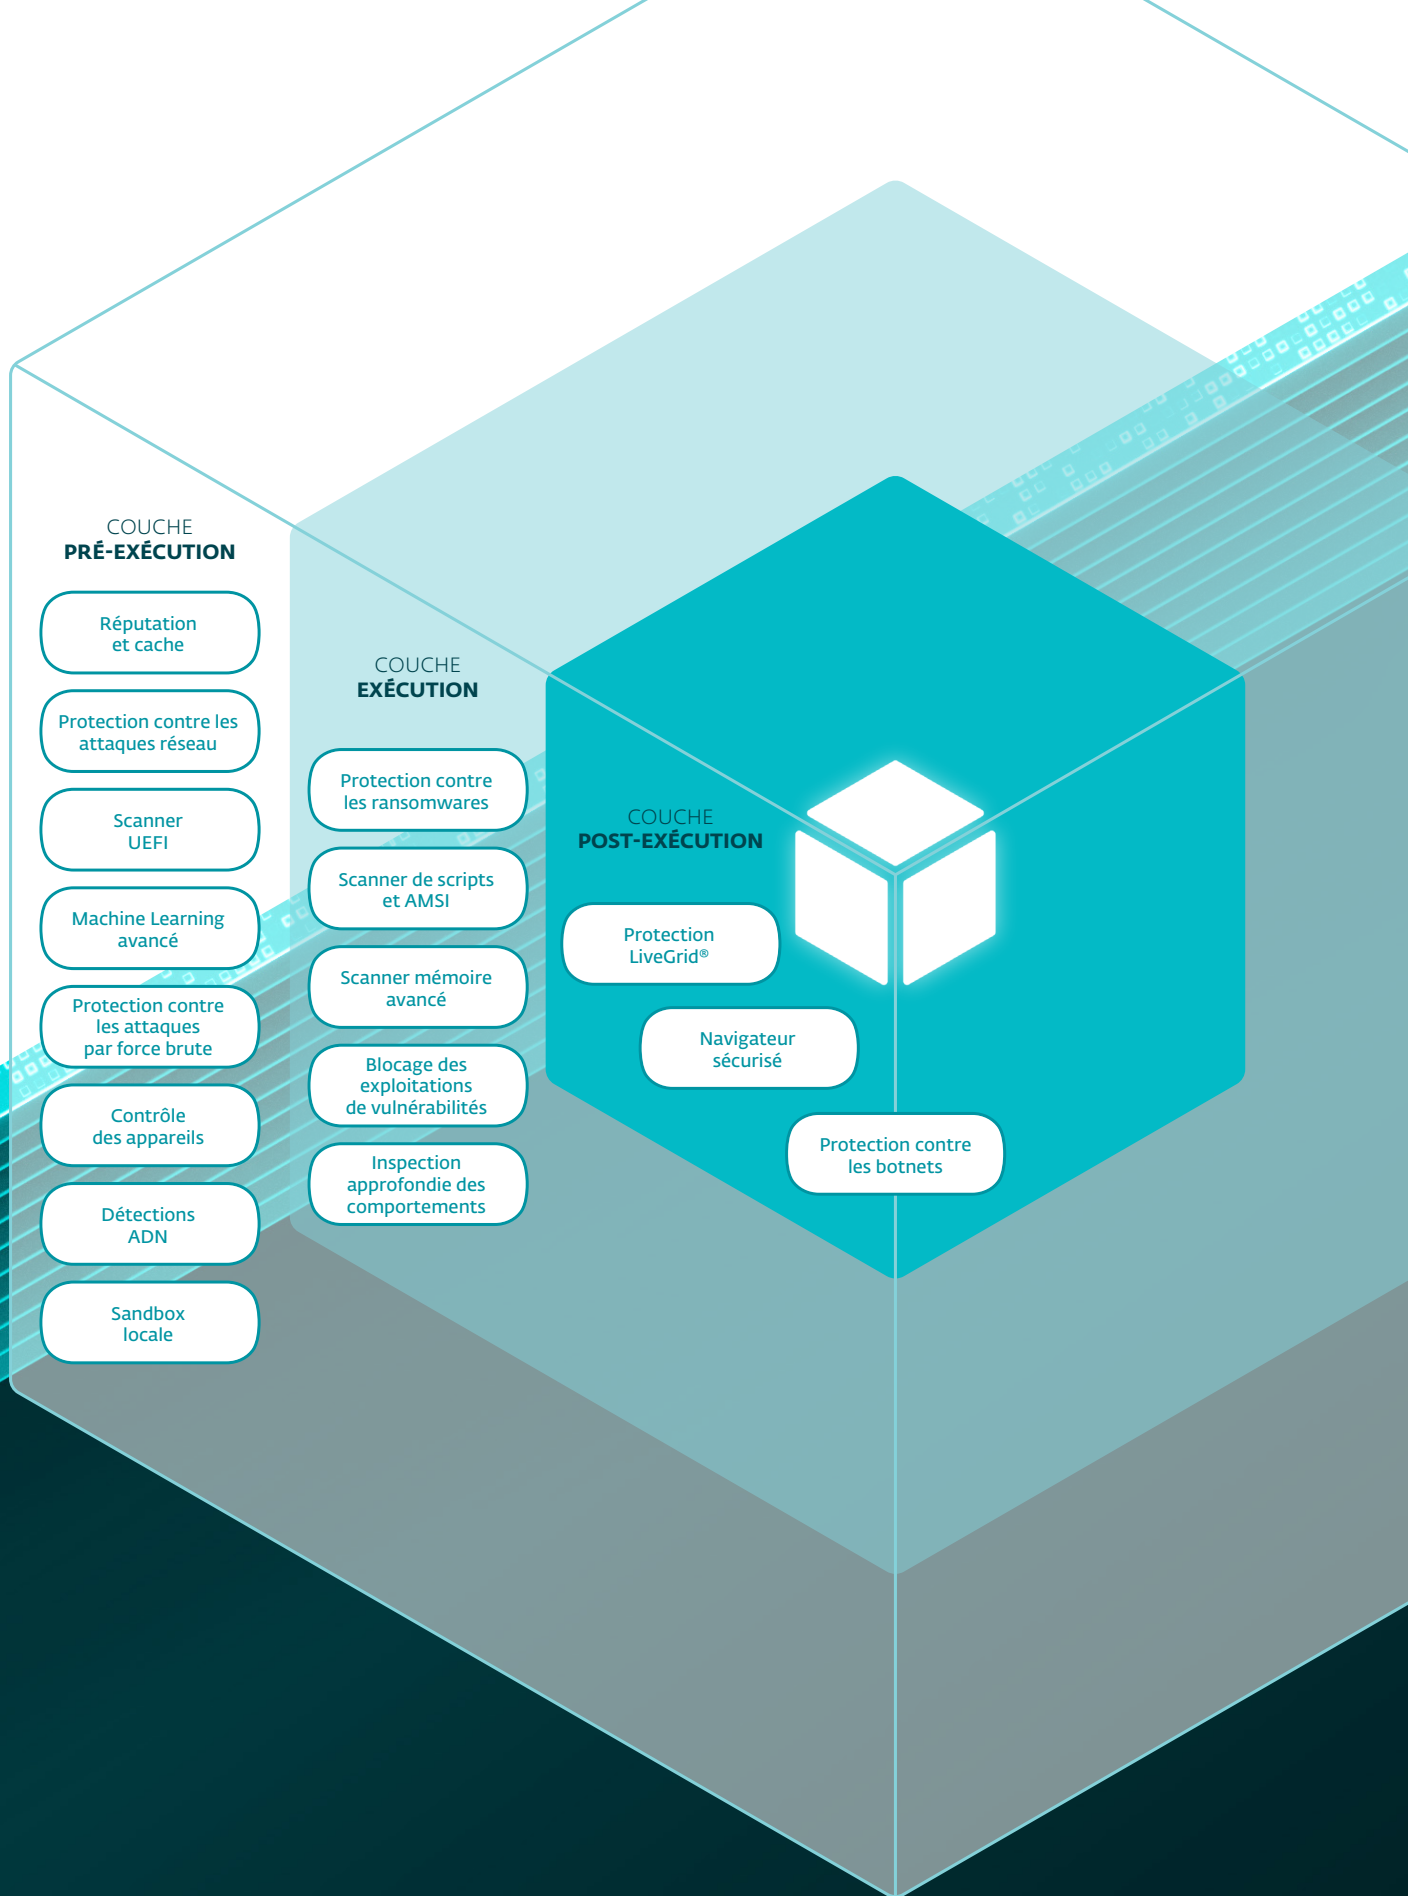 COUCHE
PRÉ-EXÉCUTION
Réputation
et cache
Protection contre les
attaques réseau
Scanner
UEFI
Machine Learning
avancé
Protection contre
les attaques
par force brute
Contrôle
des appareils
Détections
ADN
Sandbox
locale
COUCHE
EXÉCUTION
Protection contre
les ransomwares
Scanner de scripts
et AMSI
Scanner mémoire
avancé
Blocage des
exploitations
de vulnérabilités
Inspection
approfondie des
comportements
COUCHE
POST-EXÉCUTION
Protection
LiveGrid®
Navigateur
sécurisé
Protection contre
les botnets